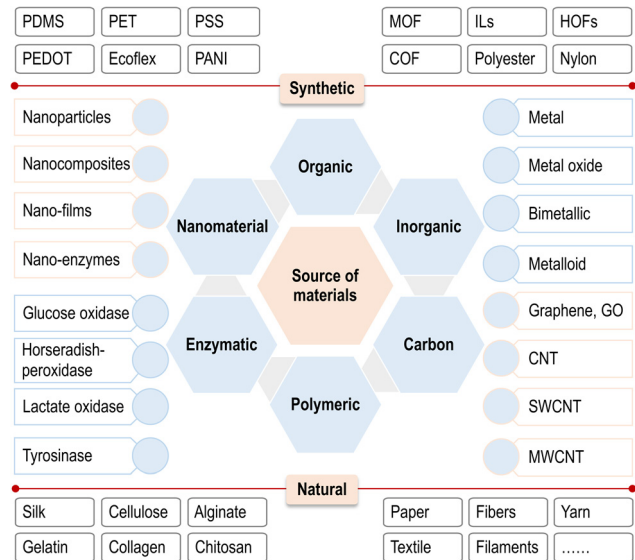 PDMS PET PSS MOF ILs HOFs
PEDOT Ecoflex PANI COF Polyester Nylon
Synthetic
Nanoparticles
Nanocomposites
Nano-films
Nano-enzymes
Glucose oxidase
Horseradish-
peroxidase
Lactate oxidase
Tyrosinase
Organic
Nanomaterial
Inorganic
Source of
materials
Enzymatic
Carbon
Polymeric
Metal
Metal oxide
Bimetallic
Metalloid
Graphene, GO
CNT
SWCNT
MWCNT
Natural
Silk Cellulose Alginate Paper Fibers Yarn
Gelatin Collagen Chitosan Textile Filaments ......